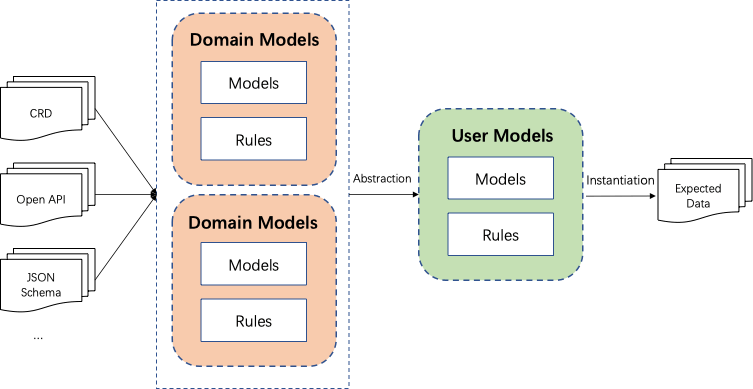 CRD
Open API
JSON
Schema
...
Domain Models
Models
Rules
Domain Models
Models
Rules
Abstraction
User Models
Models
Rules
Instantiation
Expected
Data